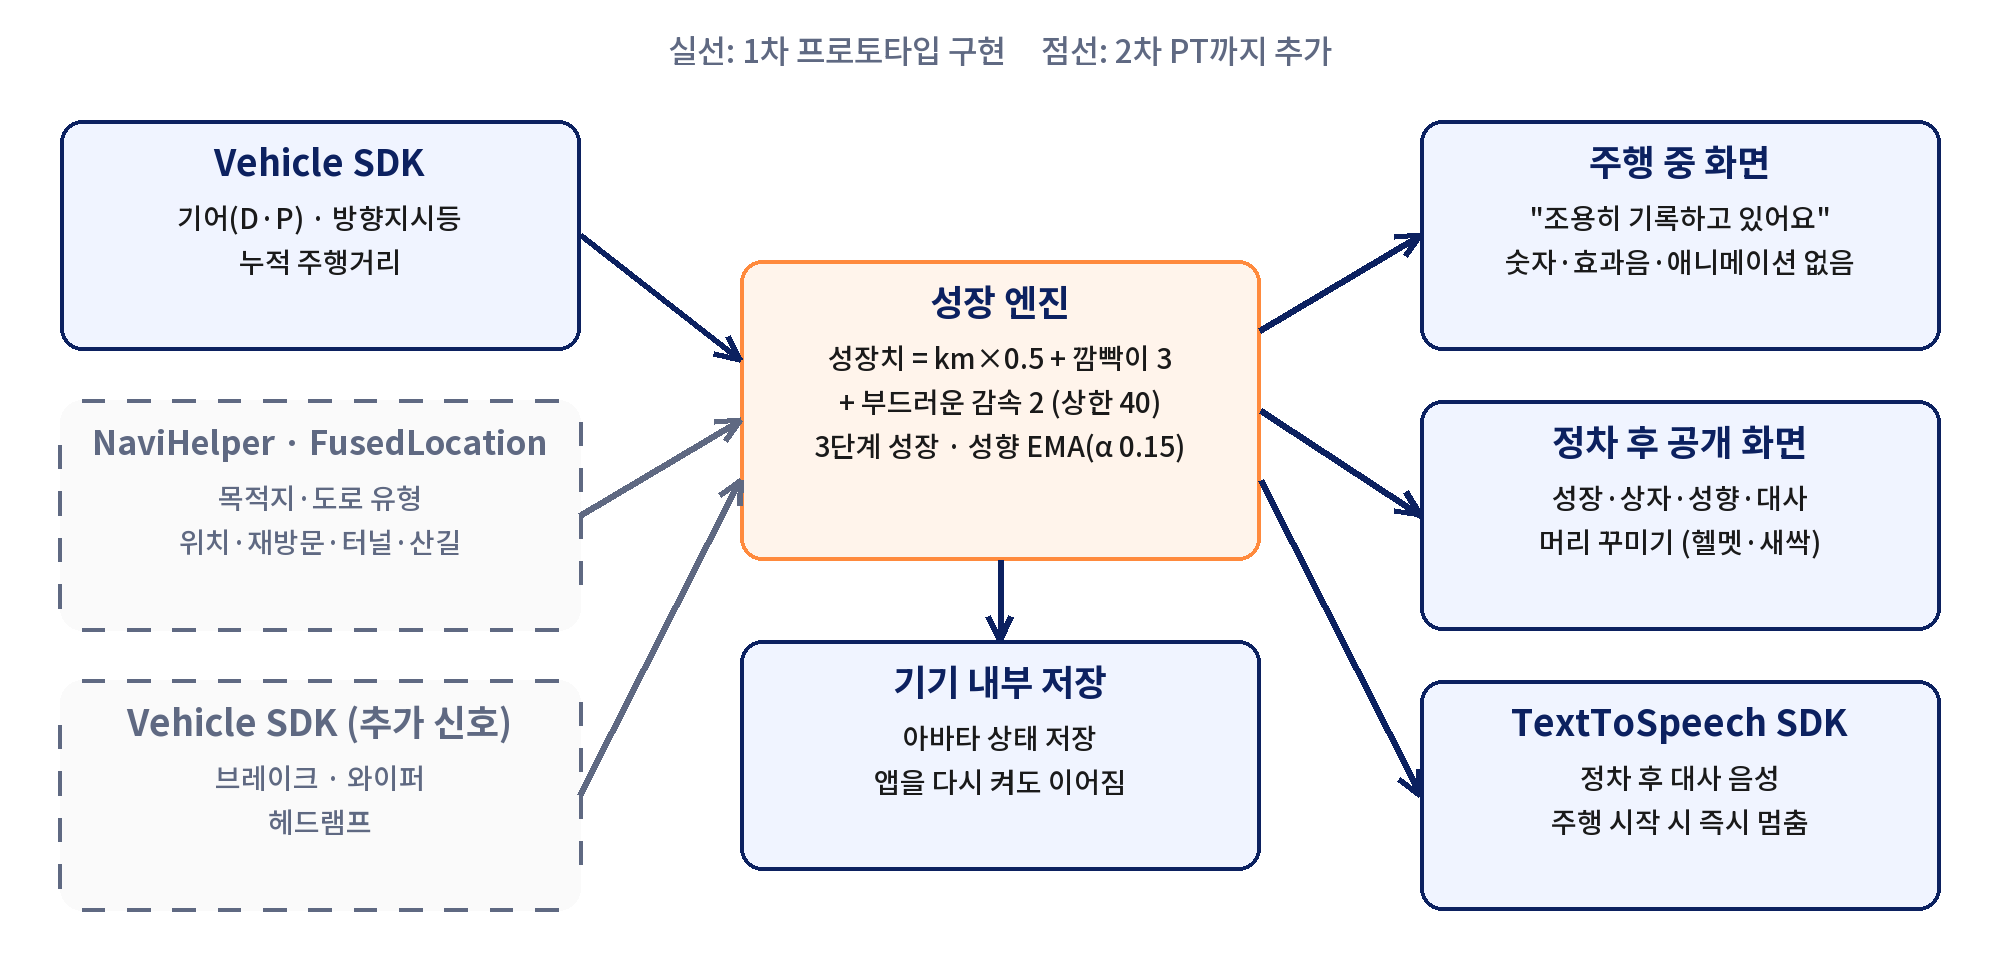 실선: 1차 프로토타입 구현 점선: 2차 PT까지 추가
Vehicle SDK
기어(D·P) · 방향지시등
누적 주행거리
NaviHelper · FusedLocation
목적지·도로 유형
위치·재방문·터널·산길
Vehicle SDK (추가 신호)
브레이크 · 와이퍼
헤드램프
성장 엔진
성장치 = km×0.5 + 깜빡이 3
+ 부드러운 감속 2 (상한 40)
3단계 성장 · 성향 EMA(α 0.15)
기기 내부 저장
아바타 상태 저장
앱을 다시 켜도 이어짐
주행 중 화면
"조용히 기록하고 있어요"
숫자·효과음·애니메이션 없음
정차 후 공개 화면
성장·상자·성향·대사
머리 꾸미기 (헬멧·새싹)
TextToSpeech SDK
정차 후 대사 음성
주행 시작 시 즉시 멈춤